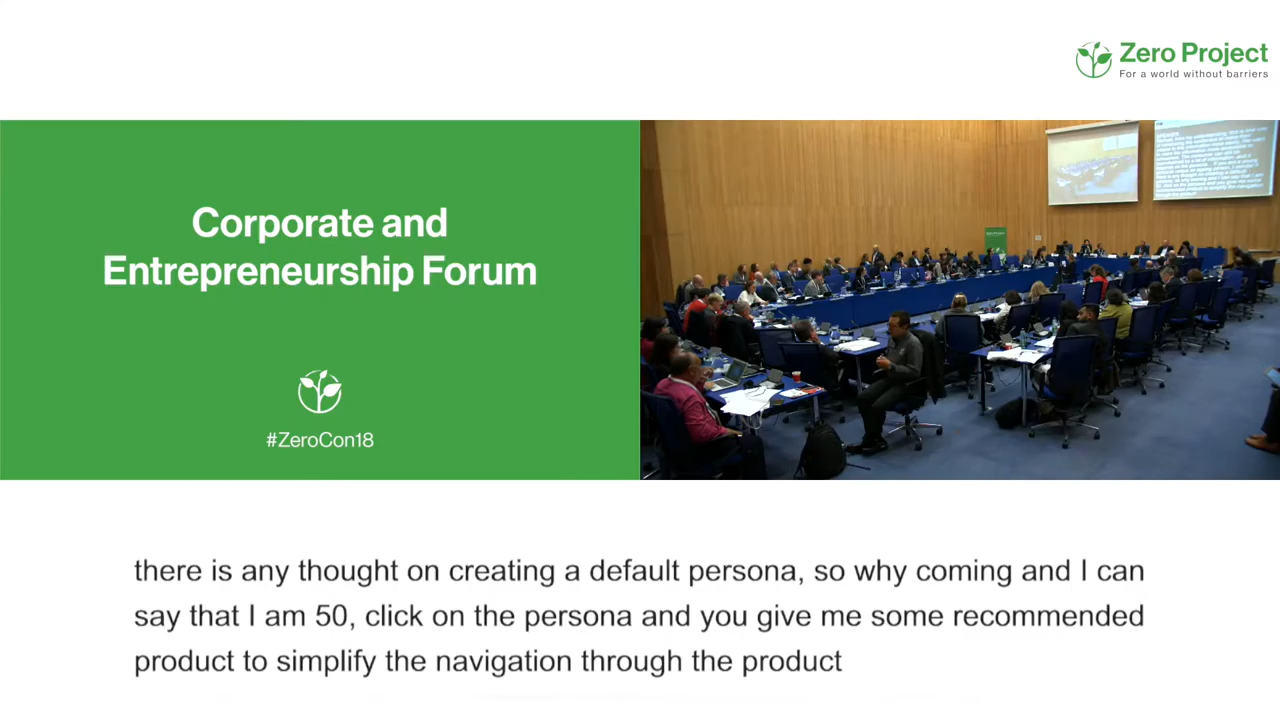 Zero Project
For a world without barriers
Corporate and
Entrepreneurship Forum
#ZeroCon18
there is any thought on creating a default persona, so why coming and I can
say that I am 50, click on the persona and you give me some recommended
product to simplify the navigation through the product